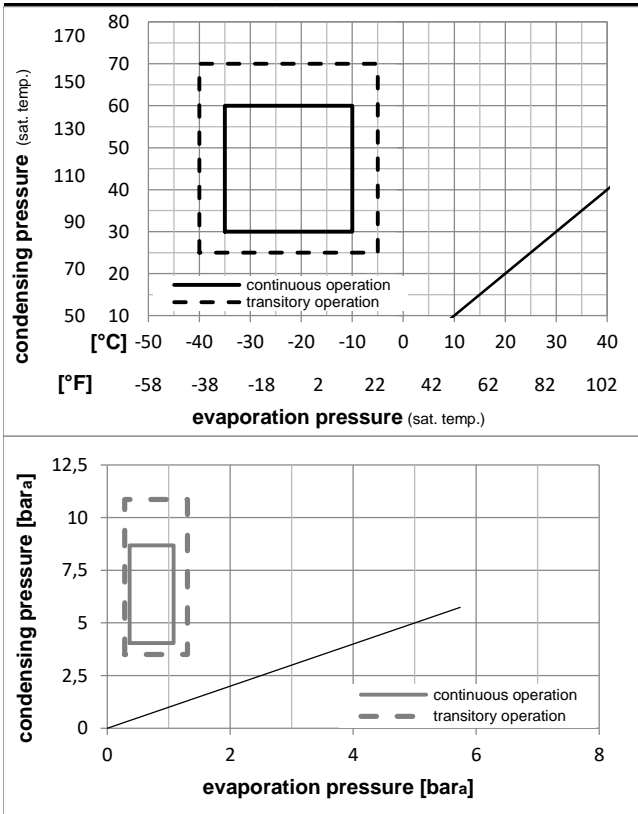 condensing pressure (sat. temp.)
170 80
150 70
130 60
50
110 40
90 30
70 20
50 10
continuous operation
transitory operation
[°C] -50 -40 -30 -20 -10 0 10 20 30 40
[°F] -58 -38 -18 2 22 42 62 82 102
evaporation pressure (sat. temp.)
condensing pressure [bara]
12,5
10
7,5
5
2,5
0
continuous operation
transitory operation
0 2 4 6 8
evaporation pressure [bara]